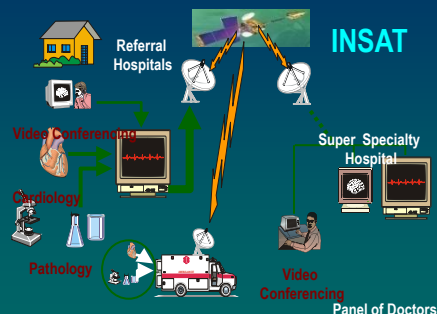 INSAT
Referral
Hospitals
Video Conferencing
Super Specialty
Hospital
Cardiology
Pathology
Video
Conferencing
Panel of Doctors